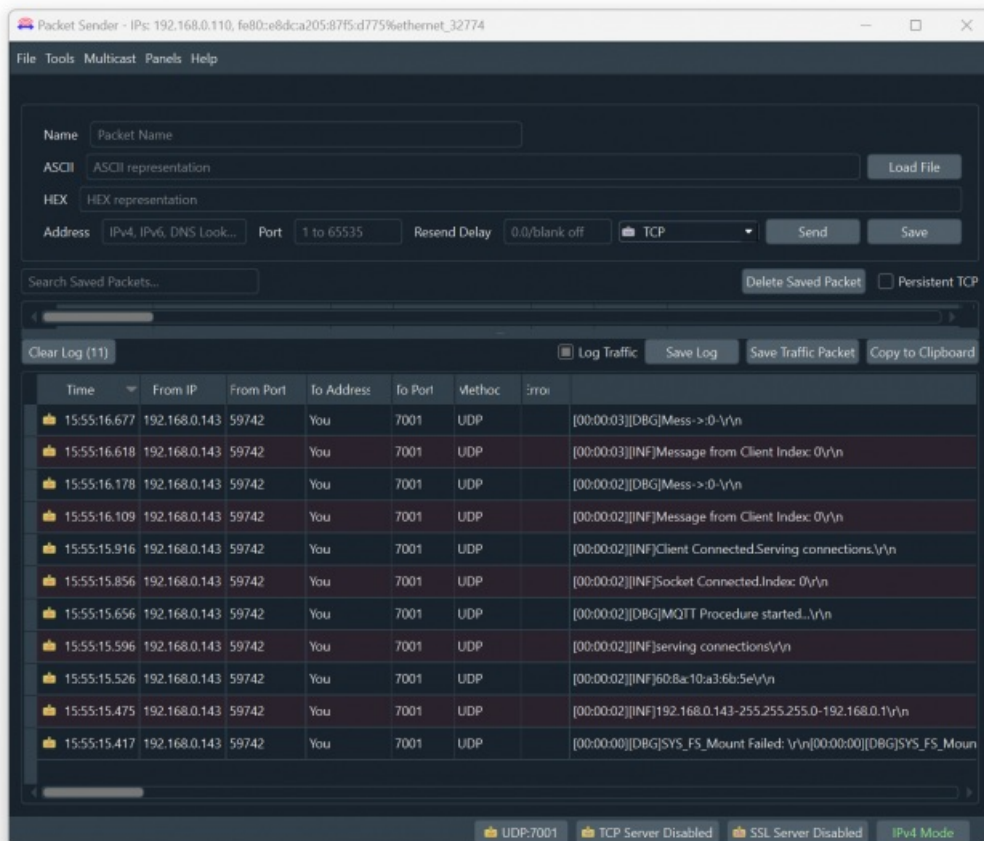 Packet Sender - IPs: 192.168.0.110, fe80::e8dc:a205:87f5:d775%ethernet_32774
File Tools Multicast Panels Help
Name Packet Name
ASCII ASCII representation Load File
HEX HEX representation
Address IPv4, IPv6, DNS Look... Port 1 to 65535 Resend Delay 0.0/blank off TCP Send Save
Search Saved Packets... Delete Saved Packet Persistent TCP
Clear Log (11) Log Traffic Save Log Save Traffic Packet Copy to Clipboard
Time From IP From Port To Address To Port Method Error
15:55:16.677 192.168.0.143 59742 You 7001 UDP [00:00:03][DBG]Mess->:0-\r\n
15:55:16.618 192.168.0.143 59742 You 7001 UDP [00:00:03][INF]Message from Client Index: 0\r\n
15:55:16.178 192.168.0.143 59742 You 7001 UDP [00:00:02][DBG]Mess->:0-\r\n
15:55:16.109 192.168.0.143 59742 You 7001 UDP [00:00:02][INF]Message from Client Index: 0\r\n
15:55:15.916 192.168.0.143 59742 You 7001 UDP [00:00:02][INF]Client Connected.Serving connections.\r\n
15:55:15.856 192.168.0.143 59742 You 7001 UDP [00:00:02][INF]Socket Connected.Index: 0\r\n
15:55:15.656 192.168.0.143 59742 You 7001 UDP [00:00:02][DBG]MQTT Procedure started...\r\n
15:55:15.596 192.168.0.143 59742 You 7001 UDP [00:00:02][INF]serving connections\r\n
15:55:15.526 192.168.0.143 59742 You 7001 UDP [00:00:02][INF]60:8a:10:a3:6b:5e\r\n
15:55:15.475 192.168.0.143 59742 You 7001 UDP [00:00:02][INF]192.168.0.143-255.255.255.0-192.168.0.1\r\n
15:55:15.417 192.168.0.143 59742 You 7001 UDP [00:00:00][DBG]SYS_FS_Mount Failed: \r\n[00:00:00][DBG]SYS_FS_Moun
UDP:7001 TCP Server Disabled SSL Server Disabled IPv4 Mode